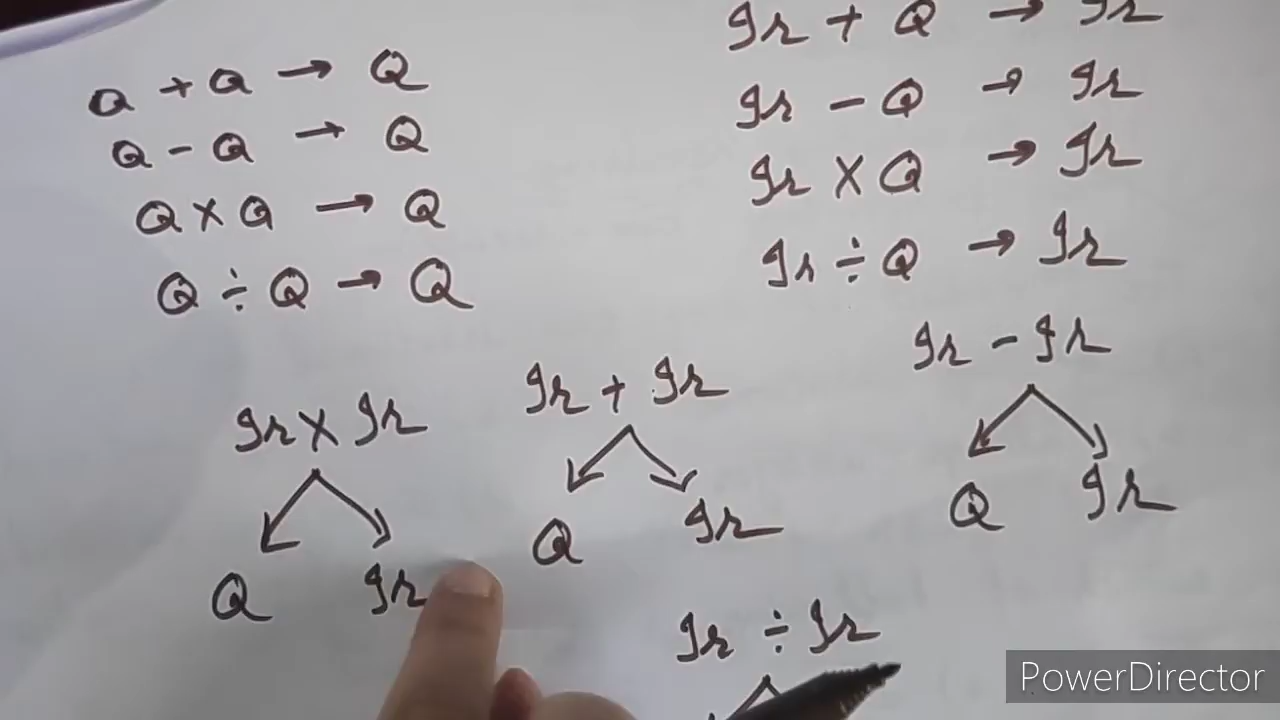 Q + Q → Q
Q - Q → Q
Q × Q → Q
Q ÷ Q → Q
Ir + Q → Ir
Ir - Q → Ir
Ir × Q → Ir
Ir ÷ Q → Ir
Ir × Ir
Q Ir
Ir + Ir
Q Ir
Ir - Ir
Q Ir
Ir ÷ Ir
PowerDirector